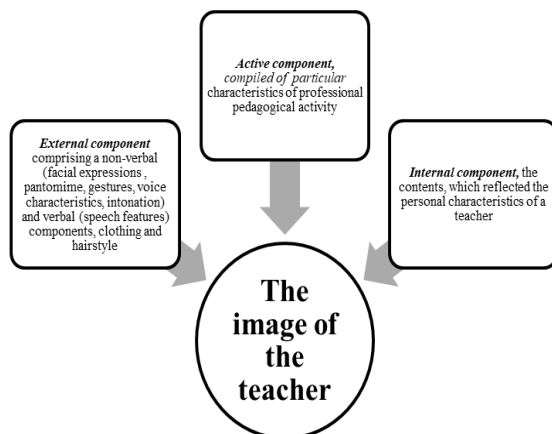 Active component,
compiled of particular
characteristics of professional
pedagogical activity
External component
comprising a non-verbal
(facial expressions ,
pantomime, gestures, voice
characteristics, intonation)
and verbal (speech features)
components, clothing and
hairstyle
Internal component, the
contents, which reflected the
personal characteristics of a
teacher
The
image of
the
teacher